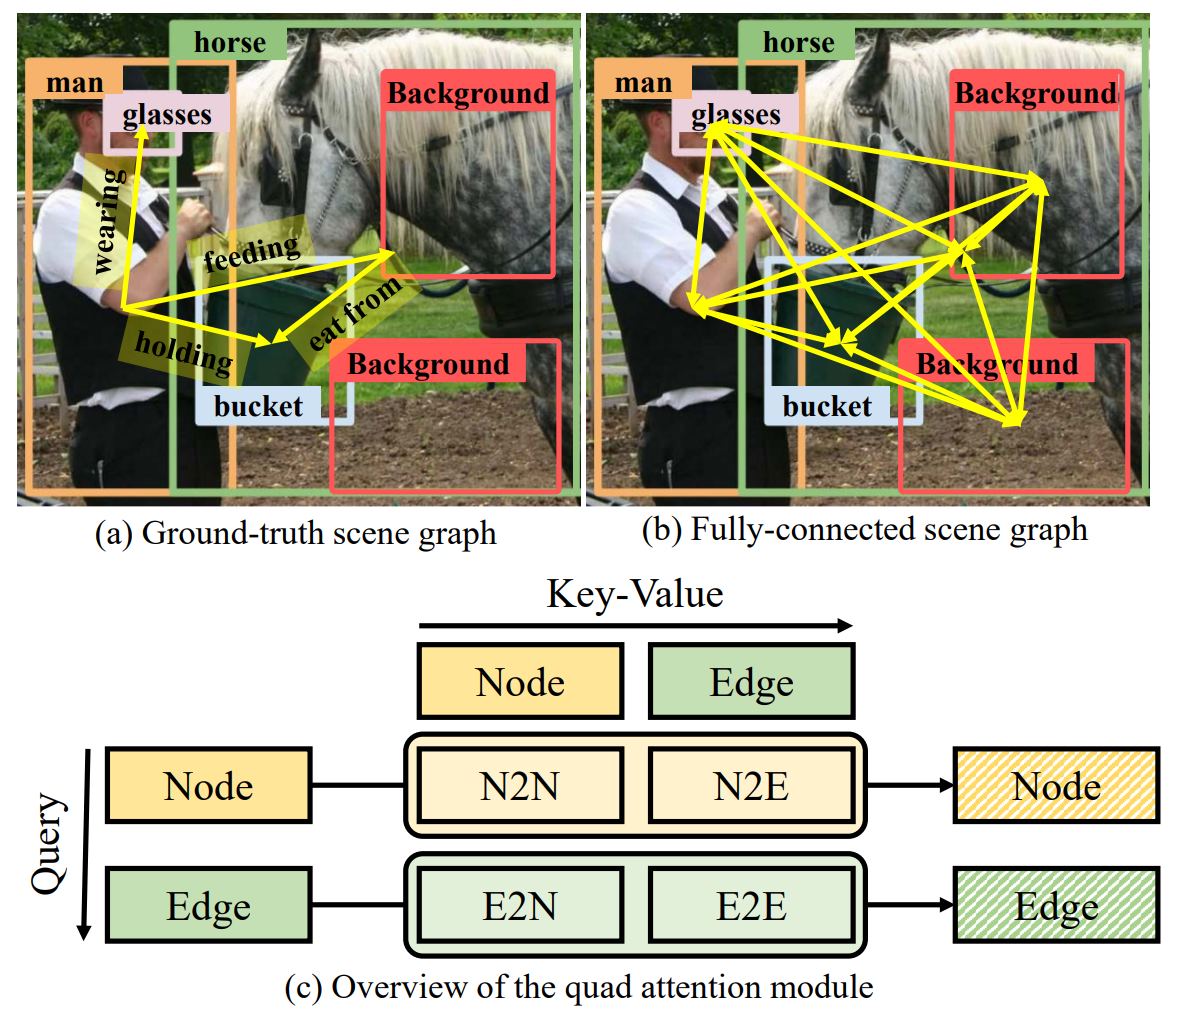 horse
man
glasses
Background
wearing
feeding
eat from
holding
Background
bucket
horse
man
glasses
Background
Background
bucket
(a) Ground-truth scene graph
(b) Fully-connected scene graph
Key-Value
Node
Edge
Query
Node
N2N
N2E
Node
Edge
E2N
E2E
Edge
(c) Overview of the quad attention module